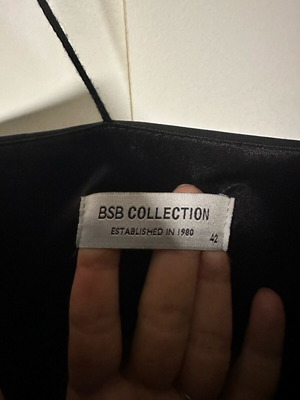 BSB COLLECTION
ESTABLISHED IN 1980
42